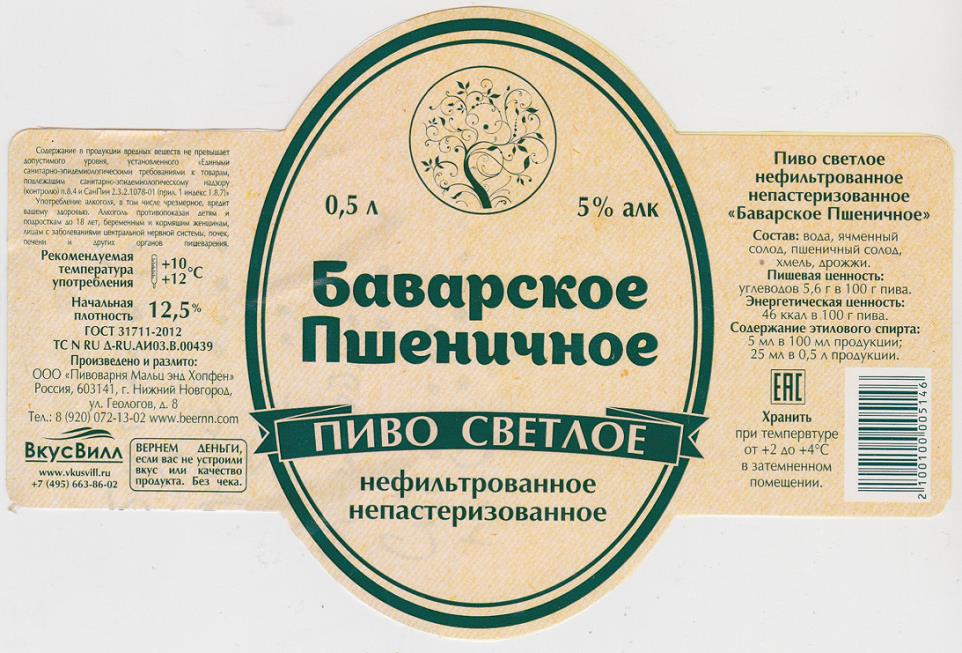 Содержание в продукции вредных веществ не превышает
допустимого уровня, установленного «Едиными
санитарно-эпидемиологическими требованиями к товарам,
подлежащим санитарно-эпидемиологическому надзору
(контролю) п.8,4 и СанПин 2.3.2.1078-01 (прил, 1 индекс 1.8,7)»
Употребление алкоголя, в том числе чрезмерное, вредит
вашему здоровью. Алкоголь противопоказан детям и
подросткам до 18 лет, беременным и кормящим женщинам,
лицам с заболеваниями центральной нервной системы, почек,
печени и других органов пищеварения.
Рекомендуемая
температура
употребления
+10
+12 °C
Начальная
плотность 12,5%
ГОСТ 31711-2012
ТС N RU Д-RU.АИ03.В.00439
Произведено и разлито:
ООО «Пивоварня Мальц энд Хопфен»
Россия, 603141, г. Нижний Новгород,
ул. Геологов, д. 8
Тел.: 8 (920) 072-13-02 www.beernn.com
ВкусВилл
www.vkusvill.ru
+7 (495) 663-86-02
ВЕРНЕМ ДЕНЬГИ,
если вас не устроили
вкус или качество
продукта. Без чека.
0,5 л 5% алк
Баварское
Пшеничное
ПИВО СВЕТЛОЕ
нефильтрованное
непастеризованное
Пиво светлое
нефильтрованное
непастеризованное
«Баварское Пшеничное»
Состав: вода, ячменный
солод, пшеничный солод,
хмель, дрожжи.
Пищевая ценность:
углеводов 5,6 г в 100 г пива.
Энергетическая ценность:
46 ккал в 100 г пива.
Содержание этилового спирта:
5 мл в 100 мл продукции;
25 мл в 0,5 л продукции.
ЕАС
Хранить
при темпервтуре
от +2 до +4°С
в затемненном
помещении.
2 100100 005146